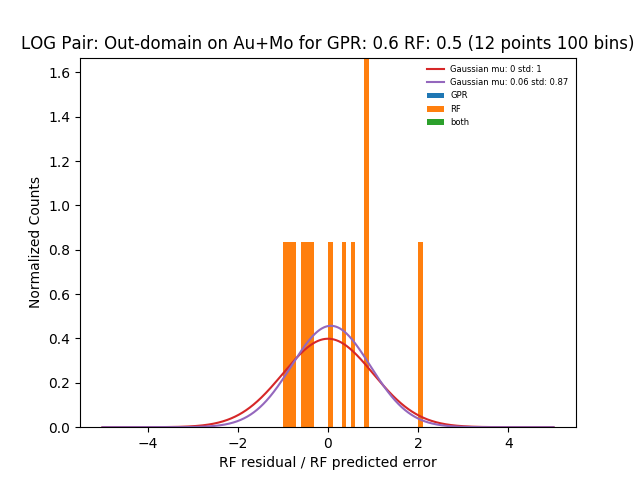 LOG Pair: Out-domain on Au+Mo for GPR: 0.6 RF: 0.5 (12 points 100 bins)
Gaussian mu: 0 std: 1
Gaussian mu: 0.06 std: 0.87
GPR
RF
both
Normalized Counts
1.6
1.4
1.2
1.0
0.8
0.6
0.4
0.2
0.0
−4 −2 0 2 4
RF residual / RF predicted error